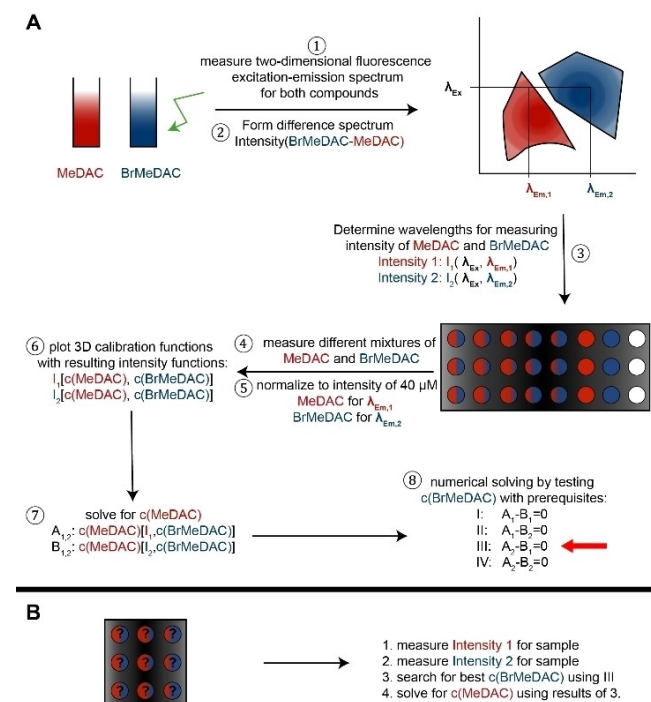 A
①
measure two-dimensional fluorescence
excitation-emission spectrum
for both compounds
② Form difference spectrum
Intensity(BrMeDAC-MeDAC)
MeDAC BrMeDAC
λEx
λEm,1 λEm,2
Determine wavelengths for measuring
intensity of MeDAC and BrMeDAC
Intensity 1: I1( λEx, λEm,1)
Intensity 2: I2( λEx, λEm,2)
③
⑥ plot 3D calibration functions
with resulting intensity functions:
I1[c(MeDAC), c(BrMeDAC)]
I2[c(MeDAC), c(BrMeDAC)]
④ measure different mixtures of
MeDAC and BrMeDAC
⑤ normalize to intensity of 40 µM
MeDAC for λEm,1
BrMeDAC for λEm,2
⑦ solve for c(MeDAC)
A1,2: c(MeDAC)[I1,c(BrMeDAC)]
B1,2: c(MeDAC)[I2,c(BrMeDAC)]
⑧ numerical solving by testing
c(BrMeDAC) with prerequisites:
I: A1-B1=0
II: A1-B2=0
III: A2-B1=0
IV: A2-B2=0
B
? ? ?
? ? ?
? ? ?
1. measure Intensity 1 for sample
2. measure Intensity 2 for sample
3. search for best c(BrMeDAC) using III
4. solve for c(MeDAC) using results of 3.